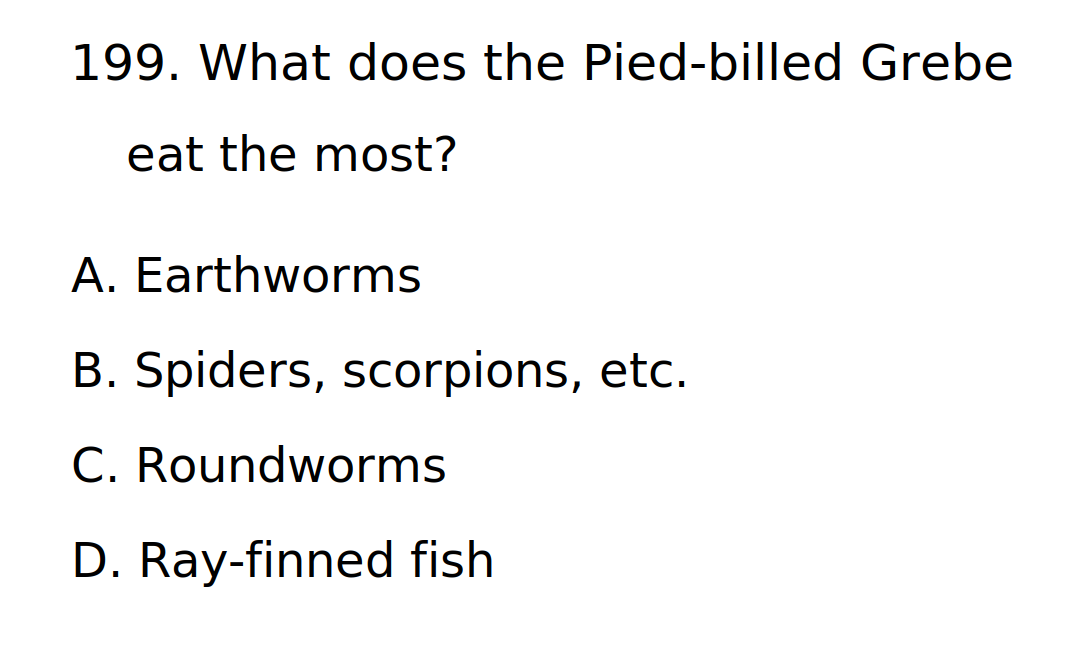 199. What does the Pied-billed Grebe
eat the most?
A. Earthworms
B. Spiders, scorpions, etc.
C. Roundworms
D. Ray-finned fish